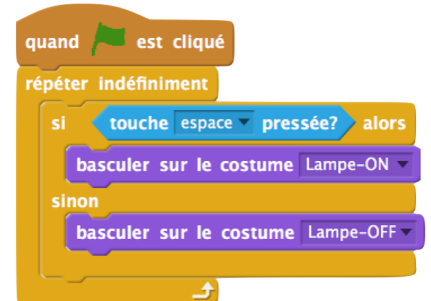 quand est cliqué
répéter indéfiniment
si touche espace pressée? alors
basculer sur le costume Lampe-ON
sinon
basculer sur le costume Lampe-OFF